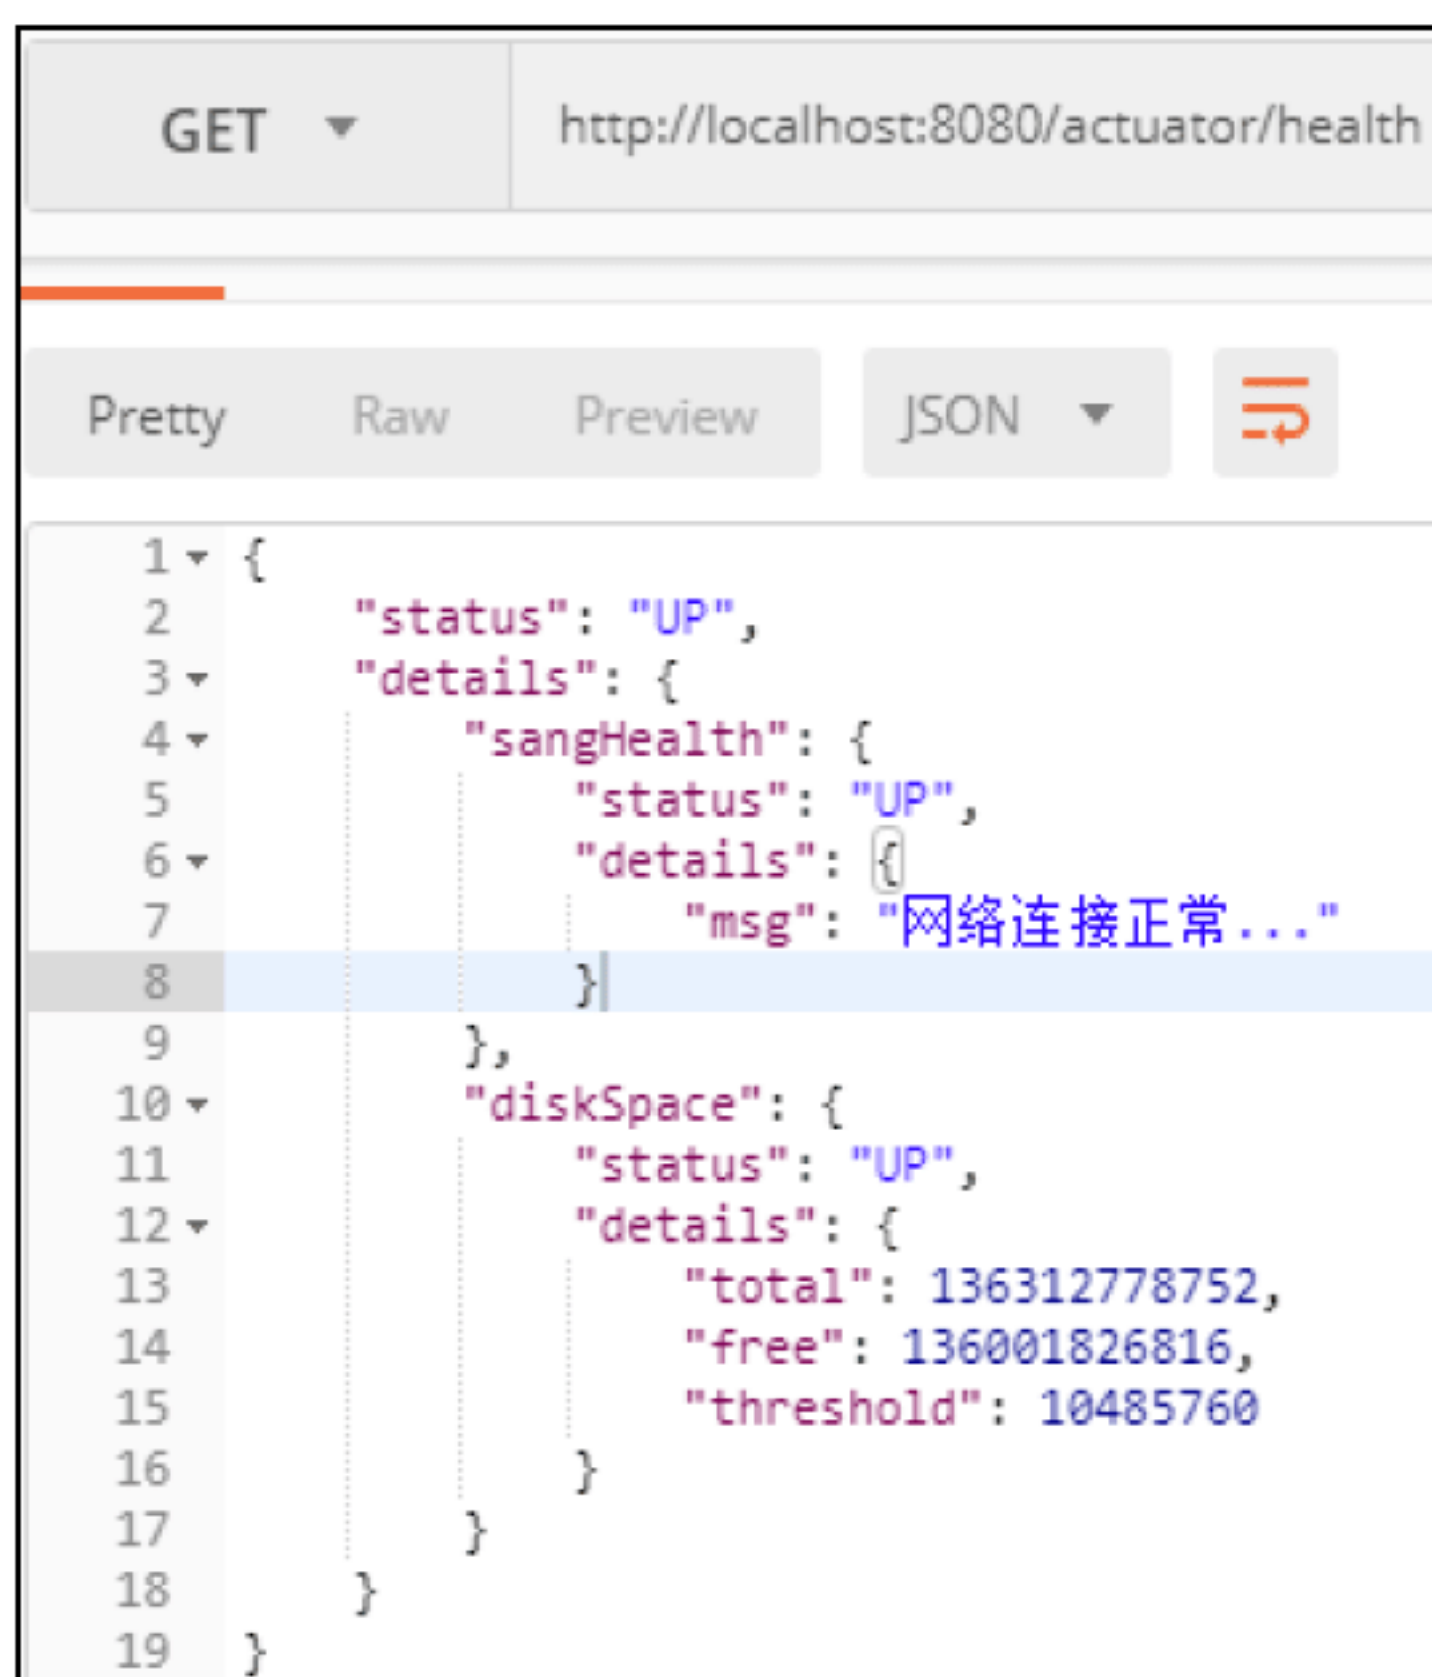 GET http://localhost:8080/actuator/health
Pretty Raw Preview JSON
1 {
2 "status": "UP",
3 "details": {
4 "sangHealth": {
5 "status": "UP",
6 "details": {
7 "msg": "网络连接正常..."
8 }
9 },
10 "diskSpace": {
11 "status": "UP",
12 "details": {
13 "total": 136312778752,
14 "free": 136001826816,
15 "threshold": 10485760
16 }
17 }
18 }
19 }